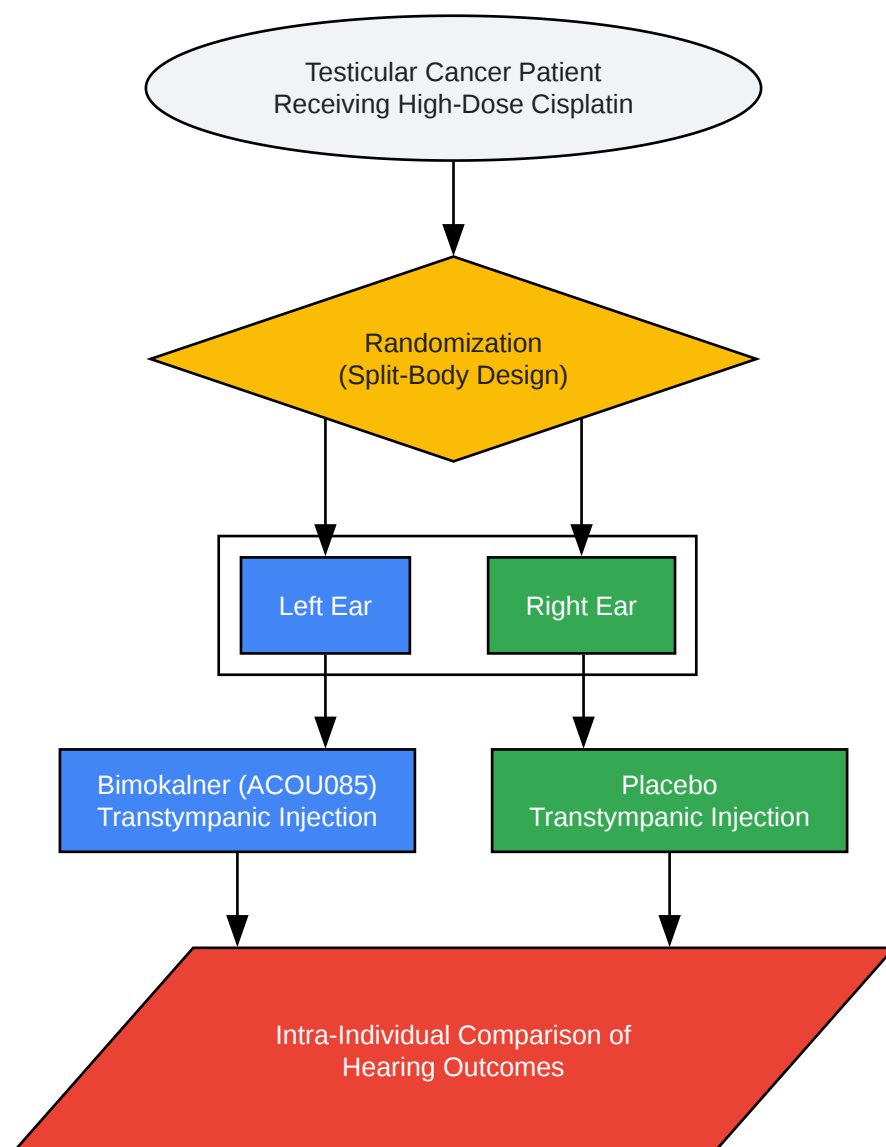 Testicular Cancer Patient
Receiving High-Dose Cisplatin
Randomization
(Split-Body Design)
Left Ear
Right Ear
Bimokalner (ACOU085)
Transtympanic Injection
Placebo
Transtympanic Injection
Intra-Individual Comparison of
Hearing Outcomes